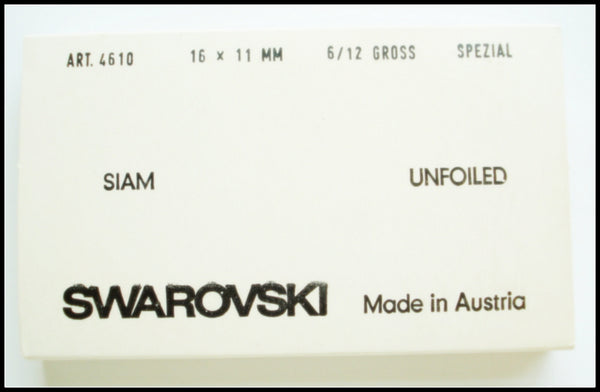 ART. 4610 16 × 11 MM 6/12 GROSS SPEZIAL
SIAM UNFOILED
SWAROVSKI Made in Austria